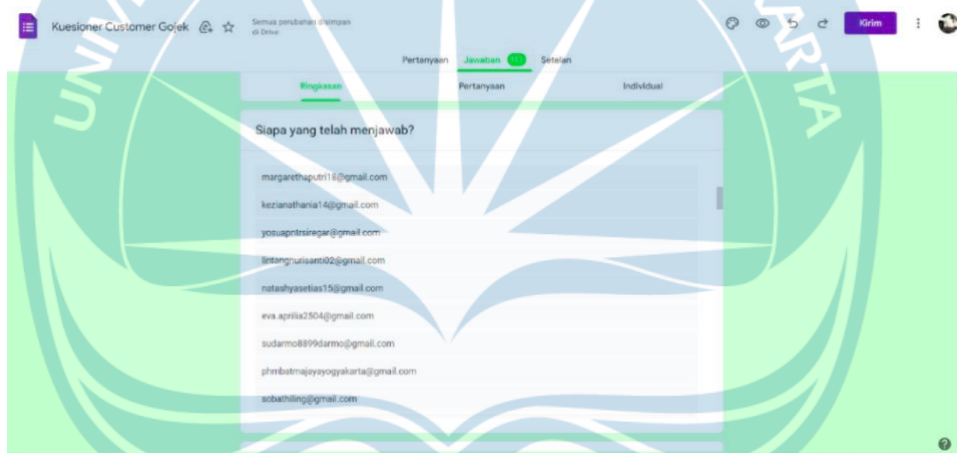 Kuesioner Customer Gojek
Semua perubahan disimpan
di Drive
Kirim
Pertanyaan Jawaban Setelan
Ringkasan Pertanyaan Individual
Siapa yang telah menjawab?
margarethaputri18@gmail.com
kezianathania14@gmail.com
yosuapntrsiregar@gmail.com
lintangnurisanti02@gmail.com
natashyasetias15@gmail.com
eva.aprilia2504@gmail.com
sudarmo8899darmo@gmail.com
phmbatmajayayogyakarta@gmail.com
sobathiling@gmail.com